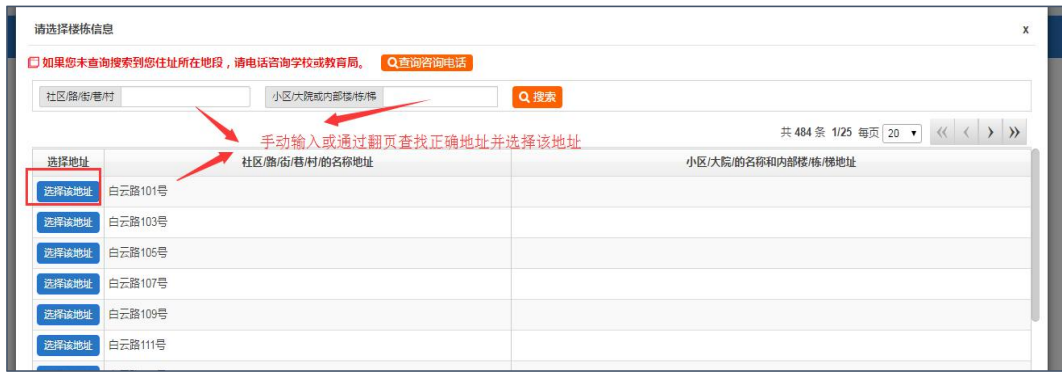 请选择楼栋信息 x
如果您未查询搜索到您住址所在地段，请电话咨询学校或教育局。 查询咨询电话
社区/路/街/巷/村 小区/大院或内部楼/栋/梯 搜索
手动输入或通过翻页查找正确地址并选择该地址
共 484 条 1/25 每页 20
选择地址 社区/路/街/巷/村/的名称地址 小区/大院/的名称和内部楼/栋/梯地址
选择该地址 白云路101号
选择该地址 白云路103号
选择该地址 白云路105号
选择该地址 白云路107号
选择该地址 白云路109号
选择该地址 白云路111号